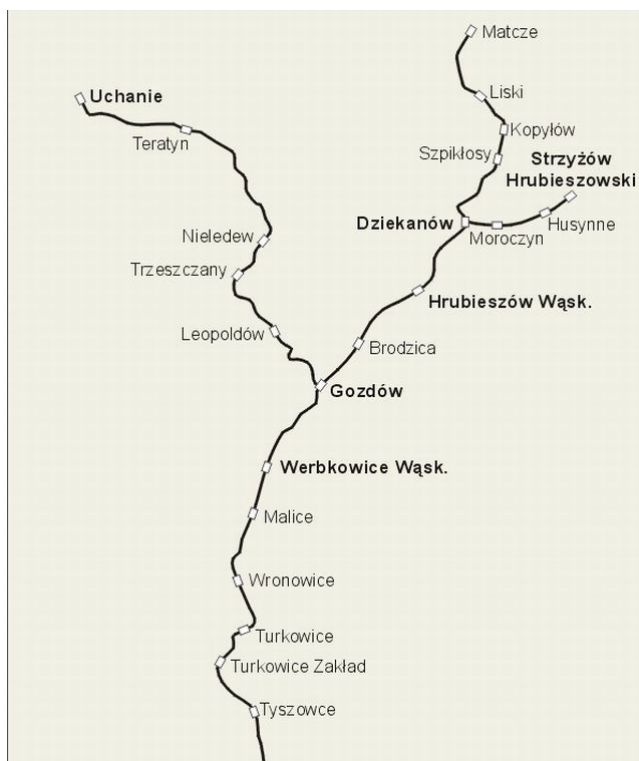 Matcze
Uchanie
Liski
Teratyn
Kopyłów
Szpikłosy
Strzyżów
Hrubieszowski
Dziekanów
Husynne
Moroczyn
Nieledew
Trzeszczany
Hrubieszów Wąsk.
Leopoldów
Brodzica
Gozdów
Werbkowice Wąsk.
Malice
Wronowice
Turkowice
Turkowice Zakład
Tyszowce